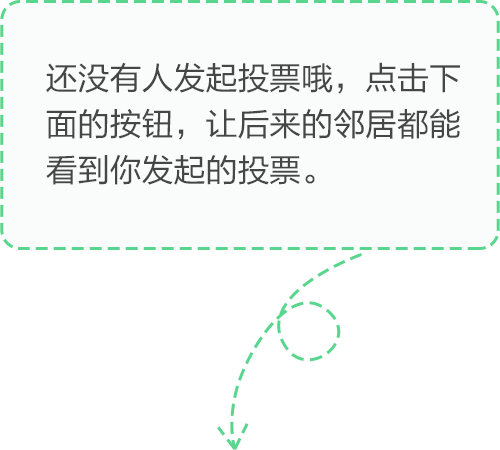 还没有人发起投票哦，点击下
面的按钮，让后来的邻居都能
看到你发起的投票。